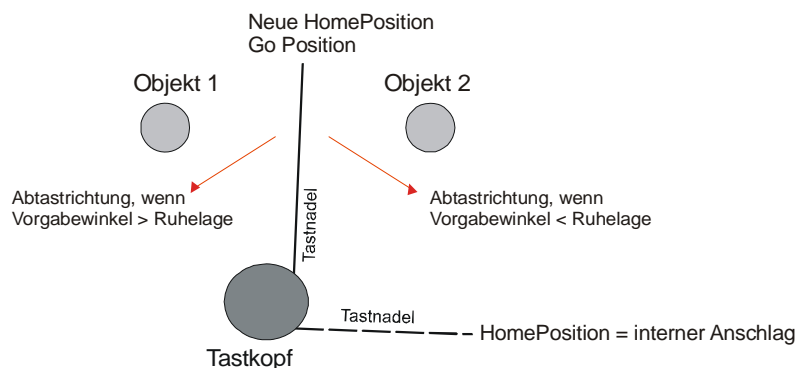 Neue HomePosition
Go Position
Objekt 1
Objekt 2
Abtastrichtung, wenn
Vorgabewinkel > Ruhelage
Abtastrichtung, wenn
Vorgabewinkel < Ruhelage
Tastnadel
Tastnadel
HomePosition = interner Anschlag
Tastkopf